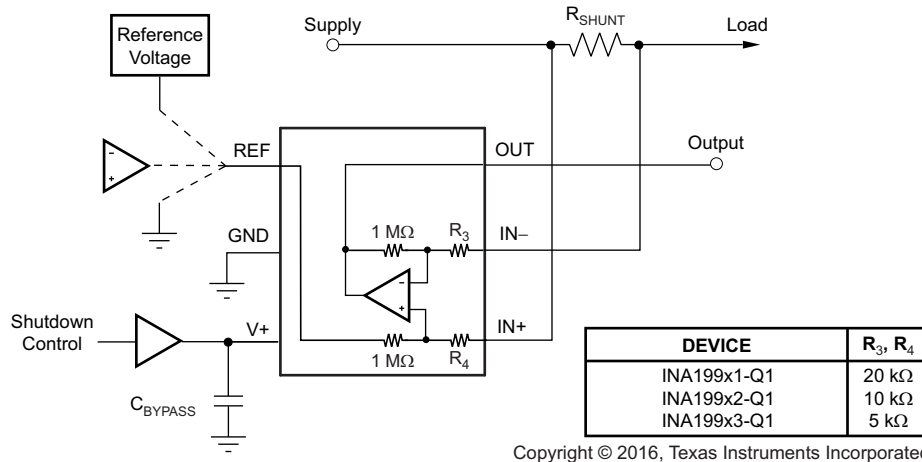 Supply
R_SHUNT
Load
Reference
Voltage
Output
REF
OUT
-
+
GND
1 MΩ
R3
IN–
-
+
Shutdown
Control
V+
1 MΩ
R4
IN+
CBYPASS
DEVICE R3, R4
INA199x1-Q1 20 kΩ
INA199x2-Q1 10 kΩ
INA199x3-Q1 5 kΩ
Copyright © 2016, Texas Instruments Incorporated